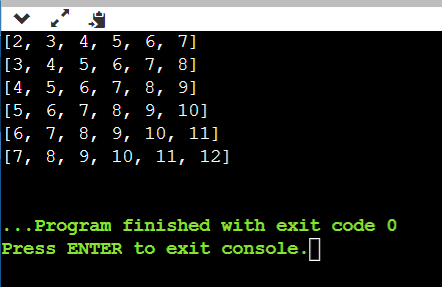 [2, 3, 4, 5, 6, 7]
[3, 4, 5, 6, 7, 8]
[4, 5, 6, 7, 8, 9]
[5, 6, 7, 8, 9, 10]
[6, 7, 8, 9, 10, 11]
[7, 8, 9, 10, 11, 12]
...Program finished with exit code 0
Press ENTER to exit console.